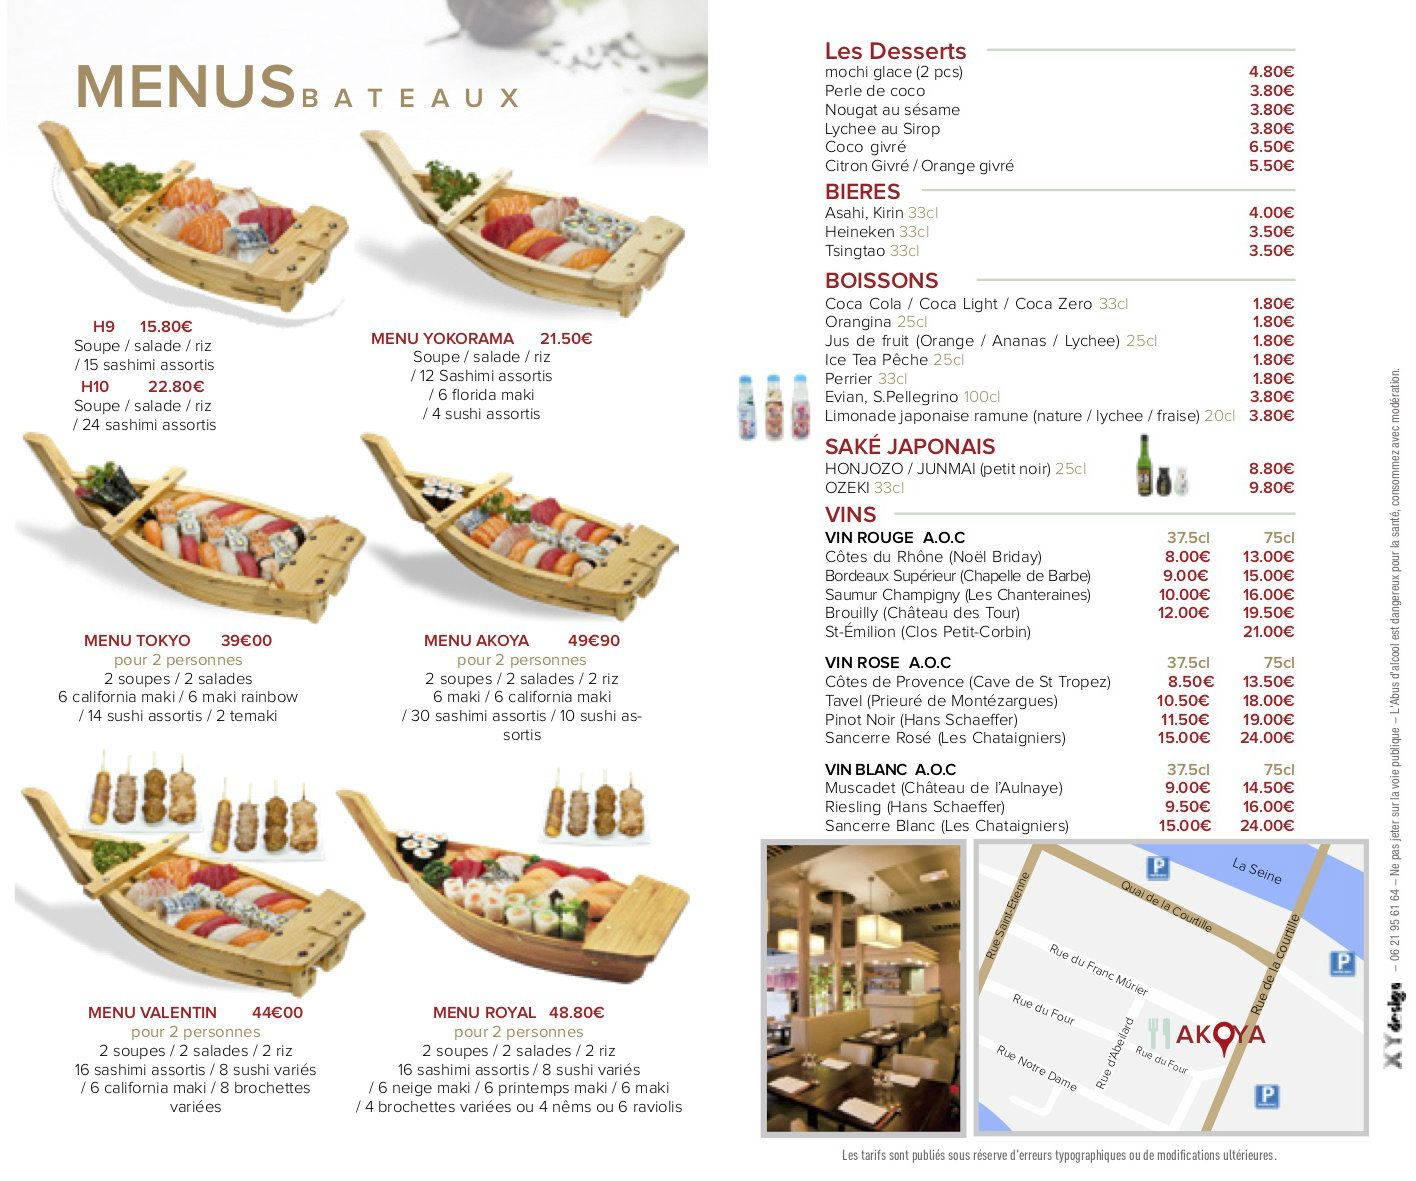 MENUS BATEAUX
H9 15.80€
Soupe / salade / riz
/ 15 sashimi assortis
H10 22.80€
Soupe / salade / riz
/ 24 sashimi assortis
MENU YOKORAMA 21.50€
Soupe / salade / riz
/ 12 Sashimi assortis
/ 6 florida maki
/ 4 sushi assortis
MENU TOKYO 39€00
pour 2 personnes
2 soupes / 2 salades
6 california maki / 6 maki rainbow
/ 14 sushi assortis / 2 temaki
MENU AKOYA 49€90
pour 2 personnes
2 soupes / 2 salades / 2 riz
6 maki / 6 california maki
/ 30 sashimi assortis / 10 sushi as-
sortis
MENU VALENTIN 44€00
pour 2 personnes
2 soupes / 2 salades / 2 riz
16 sashimi assortis / 8 sushi variés
/ 6 california maki / 8 brochettes
variées
MENU ROYAL 48.80€
pour 2 personnes
2 soupes / 2 salades / 2 riz
16 sashimi assortis / 8 sushi variés
/ 6 neige maki / 6 printemps maki / 6 maki
/ 4 brochettes variées ou 4 nêms ou 6 raviolis
Les Desserts
mochi glace (2 pcs) 4.80€
Perle de coco 3.80€
Nougat au sésame 3.80€
Lychee au Sirop 3.80€
Coco givré 6.50€
Citron Givré / Orange givré 5.50€
BIERES
Asahi, Kirin 33cl 4.00€
Heineken 33cl 3.50€
Tsingtao 33cl 3.50€
BOISSONS
Coca Cola / Coca Light / Coca Zero 33cl 1.80€
Orangina 25cl 1.80€
Jus de fruit (Orange / Ananas / Lychee) 25cl 1.80€
Ice Tea Pêche 25cl 1.80€
Perrier 33cl 1.80€
Evian, S.Pellegrino 100cl 3.80€
Limonade japonaise ramune (nature / lychee / fraise) 20cl 3.80€
SAKÉ JAPONAIS
HONJOZO / JUNMAI (petit noir) 25cl 8.80€
OZEKI 33cl 9.80€
VINS
VIN ROUGE A.O.C 37.5cl 75cl
Côtes du Rhône (Noël Briday) 8.00€ 13.00€
Bordeaux Supérieur (Chapelle de Barbe) 9.00€ 15.00€
Saumur Champigny (Les Chanteraines) 10.00€ 16.00€
Brouilly (Château des Tour) 12.00€ 19.50€
St-Émilion (Clos Petit-Corbin) 21.00€
VIN ROSE A.O.C 37.5cl 75cl
Côtes de Provence (Cave de St Tropez) 8.50€ 13.50€
Tavel (Prieuré de Montézargues) 10.50€ 18.00€
Pinot Noir (Hans Schaeffer) 11.50€ 19.00€
Sancerre Rosé (Les Chataigniers) 15.00€ 24.00€
VIN BLANC A.O.C 37.5cl 75cl
Muscadet (Château de l'Aulnaye) 9.00€ 14.50€
Riesling (Hans Schaeffer) 9.50€ 16.00€
Sancerre Blanc (Les Chataigniers) 15.00€ 24.00€
P
La Seine
Rue Saint-Etienne
Quai de la Courtille
Rue de la courtille
P
Rue du Franc Mûrier
Rue du Four
Rue d'Abeilard
AKOYA
Rue du Four
Rue Notre Dame
P
Les tarifs sont publiés sous réserve d'erreurs typographiques ou de modifications ultérieures.
XYdesign – 06 21 95 61 64 – Ne pas jeter sur la voie publique – L'Abus d'alcool est dangereux pour la santé, consommez avec modération.